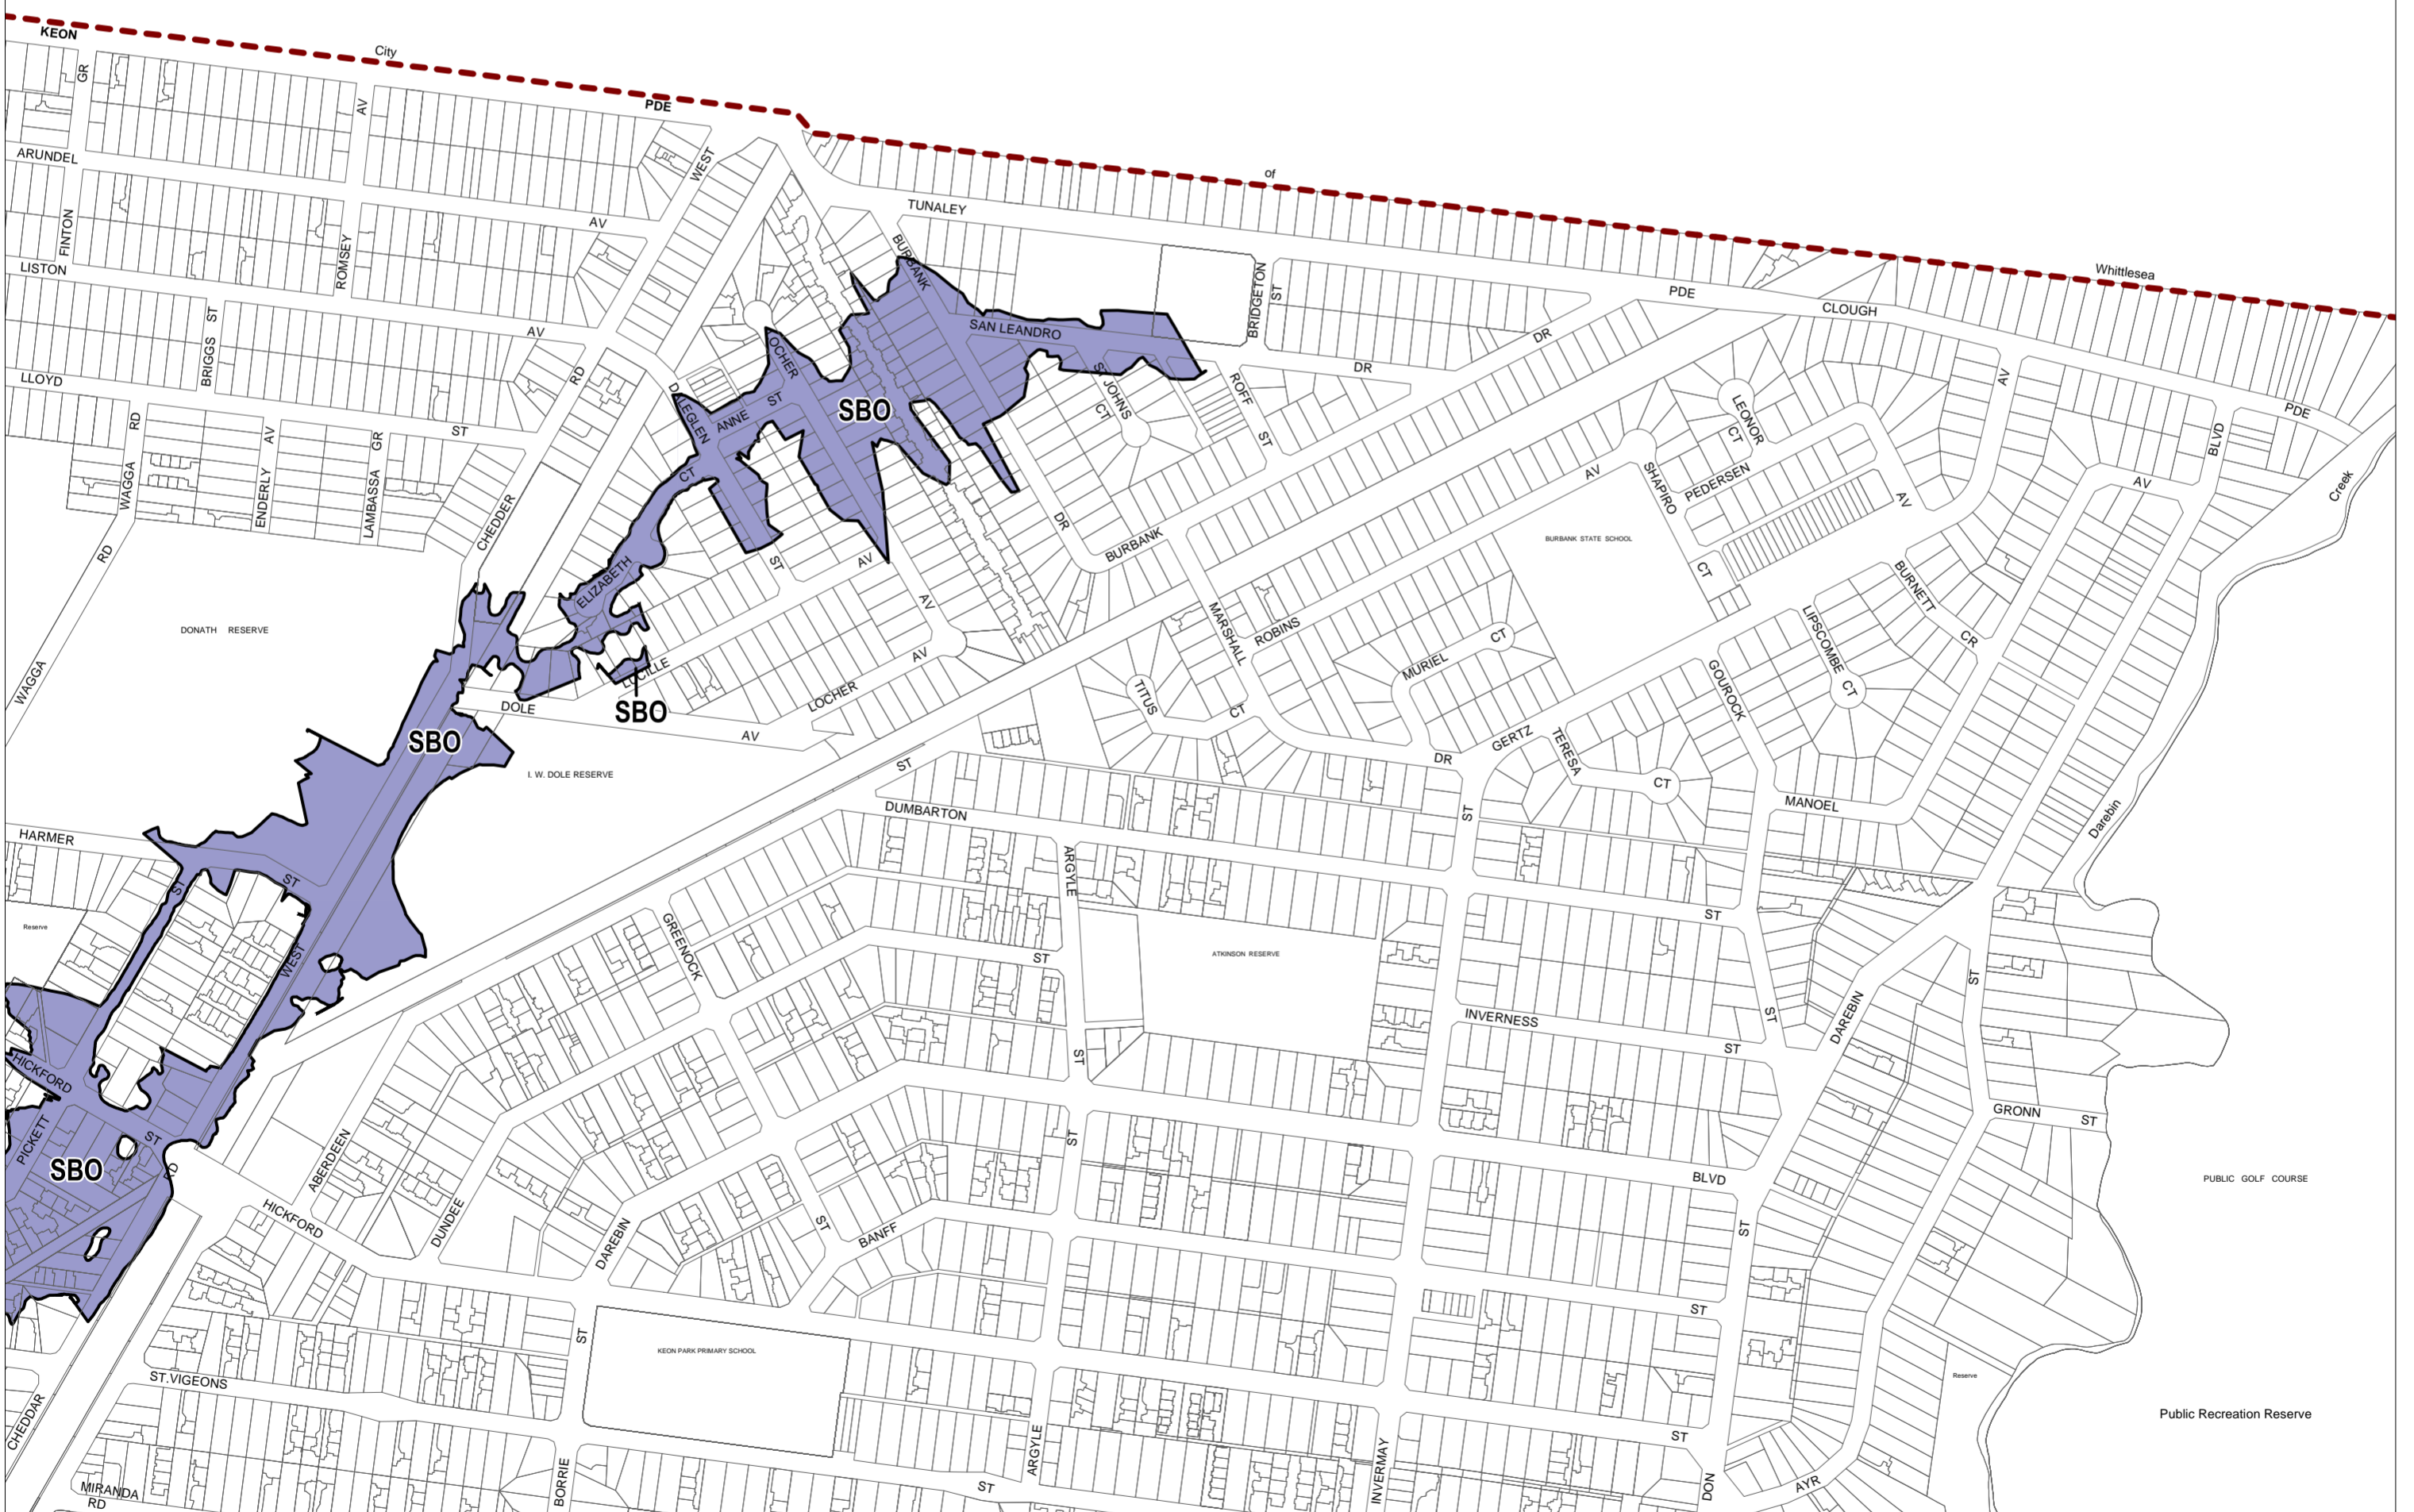 KEON
City
PDE
of
Whittlesea
GR
AV
WEST
ARUNDEL
TUNALEY
FINTON
ROMSEY
AV
BURBANK
LISTON
BRIDGETON
ST
PDE
CLOUGH
BRIGGS ST
AV
SAN LEANDRO
DR
LOCHER
DR
LLOYD
RD
DALEGLEN
ANNE ST
SBO
ST JOHNS
CT
ROFF
ST
LEONOR
CT
AV
PDE
BLVD
WAGGA RD
ENDERLY AV
LAMBASSA GR
ST
CT
AV
SHAPIRO
PEDERSEN
AV
AV
Creek
CHEDDER
DR
BURBANK
BURBANK STATE SCHOOL
CT
RD
ELIZABETH
ST
AV
AV
BURNETT
CR
DONATH RESERVE
MARSHALL
ROBINS
MURIEL
CT
LIPSCOMBE
CT
WAGGA
LUCILLE
LOCHER
AV
TITUS
CT
GOUROCK
DOLE
SBO
AV
SBO
I. W. DOLE RESERVE
ST
DR
GERTZ
TERESA
CT
MANOEL
Darebin
DUMBARTON
ST
HARMER
ST
ST
ARGYLE
Reserve
WEST
GREENOCK
ST
ATKINSON RESERVE
ST
ST
DAREBIN
INVERNESS
ST
ST
HICKFORD
ST
PICKETT
ST
SBO
RD
ABERDEEN
GRONN
ST
HICKFORD
DUNDEE
DAREBIN
ST
BANFF
ST
BLVD
ST
PUBLIC GOLF COURSE
ST
ST
KEON PARK PRIMARY SCHOOL
Reserve
ST.VIGEONS
CHEDDAR
Public Recreation Reserve
ARGYLE
INVERMAY
ST
MIRANDA
RD
BORRIE
ST
DON
AYR